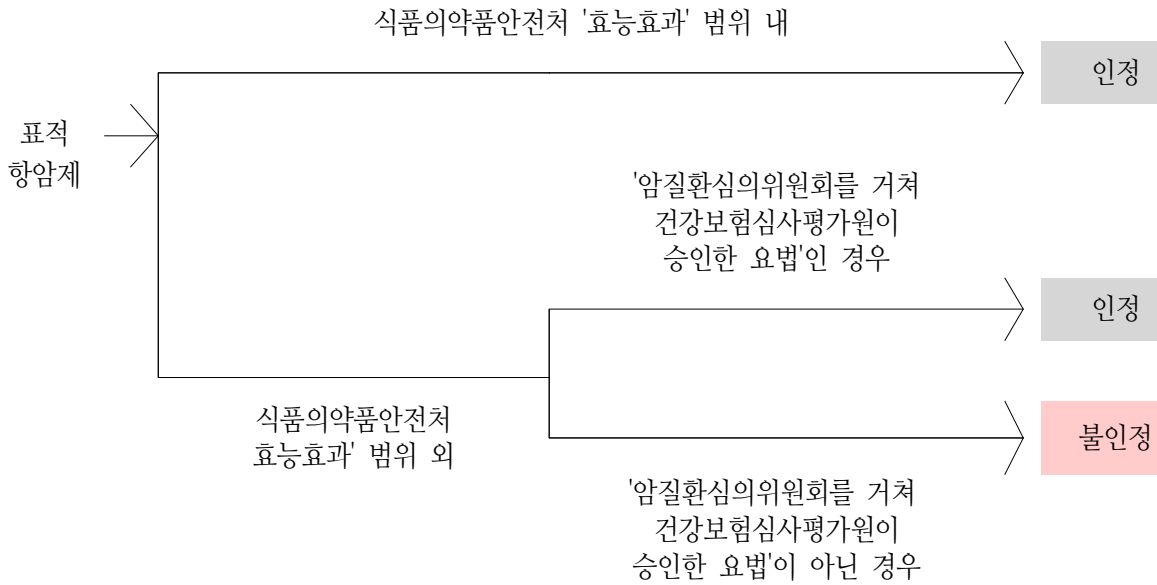 식품의약품안전처 '효능효과' 범위 내
인정
표적
항암제
'암질환심의위원회를 거쳐
건강보험심사평가원이
승인한 요법'인 경우
인정
식품의약품안전처
효능효과' 범위 외
불인정
'암질환심의위원회를 거쳐
건강보험심사평가원이
승인한 요법'이 아닌 경우